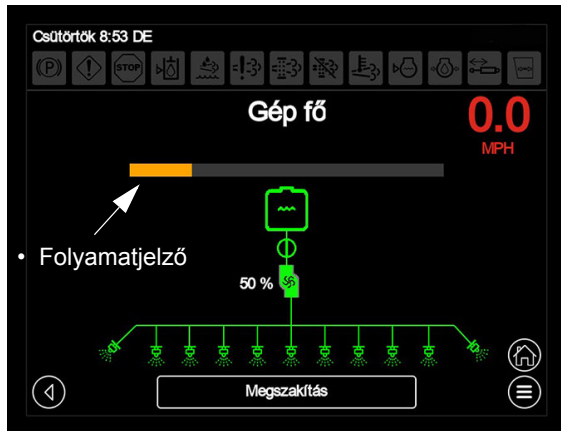 Csütörtök 8:53 DE
(P) STOP
Gép fő
0.0
MPH
• Folyamatjelző
50 %
Megszakítás